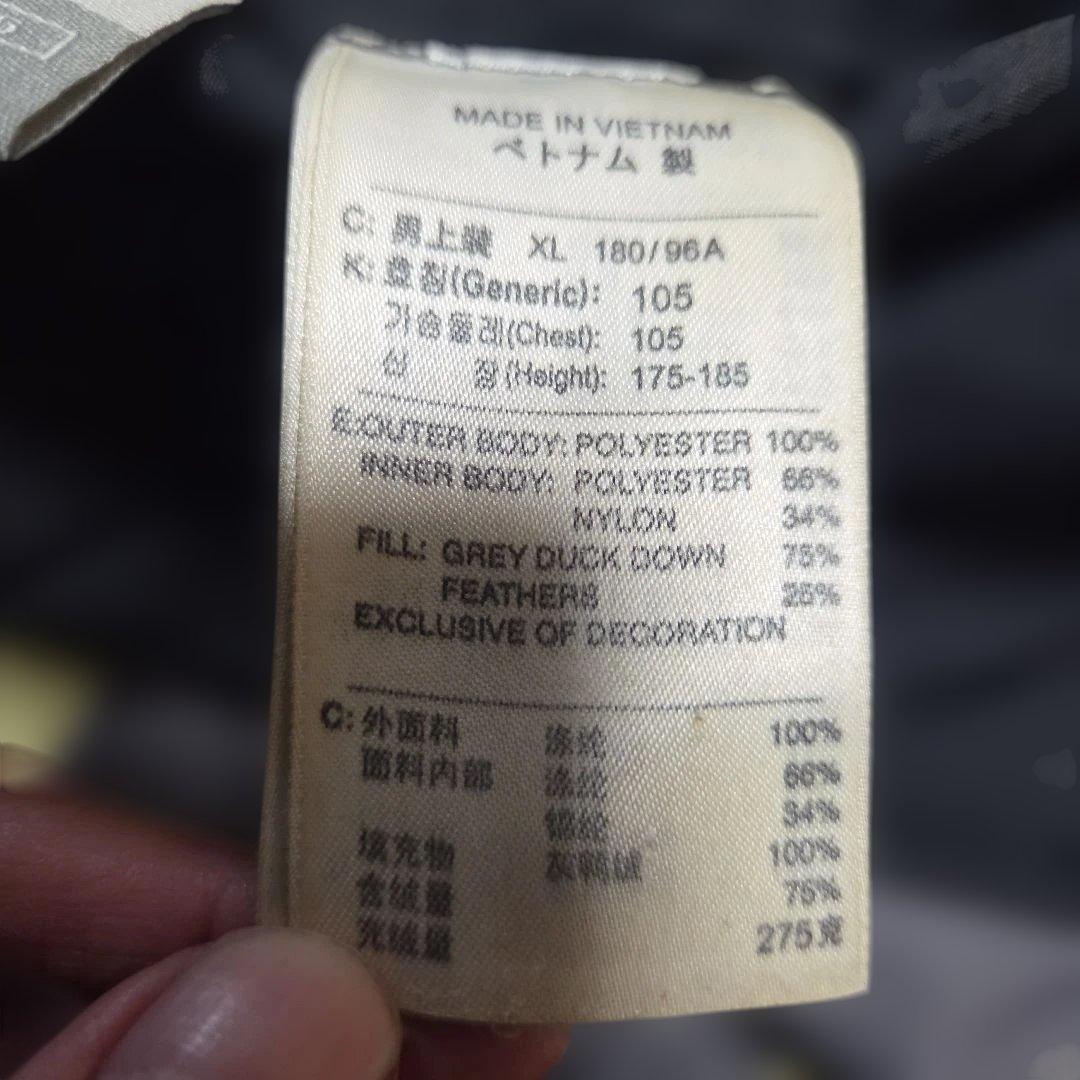 MADE IN VIETNAM
ベトナム 製
C: 男上装 XL 180/96A
K: 호칭(Generic): 105
가슴둘레(Chest): 105
신 장(Height): 175-185
E:OUTER BODY: POLYESTER 100%
INNER BODY: POLYESTER 66%
NYLON 34%
FILL: GREY DUCK DOWN 75%
FEATHERS 25%
EXCLUSIVE OF DECORATION
C: 外面料 涤纶 100%
面料内部 涤纶 66%
锦纶 34%
填充物 灰鸭绒 100%
含绒量 75%
充绒量 275克